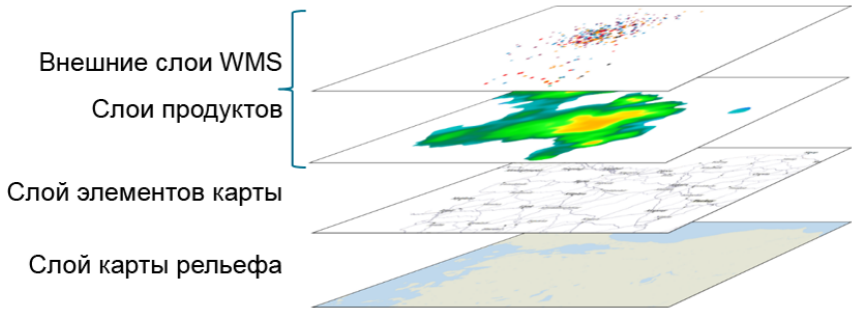 Внешние слои WMS
Слои продуктов
Слой элементов карты
Слой карты рельефа